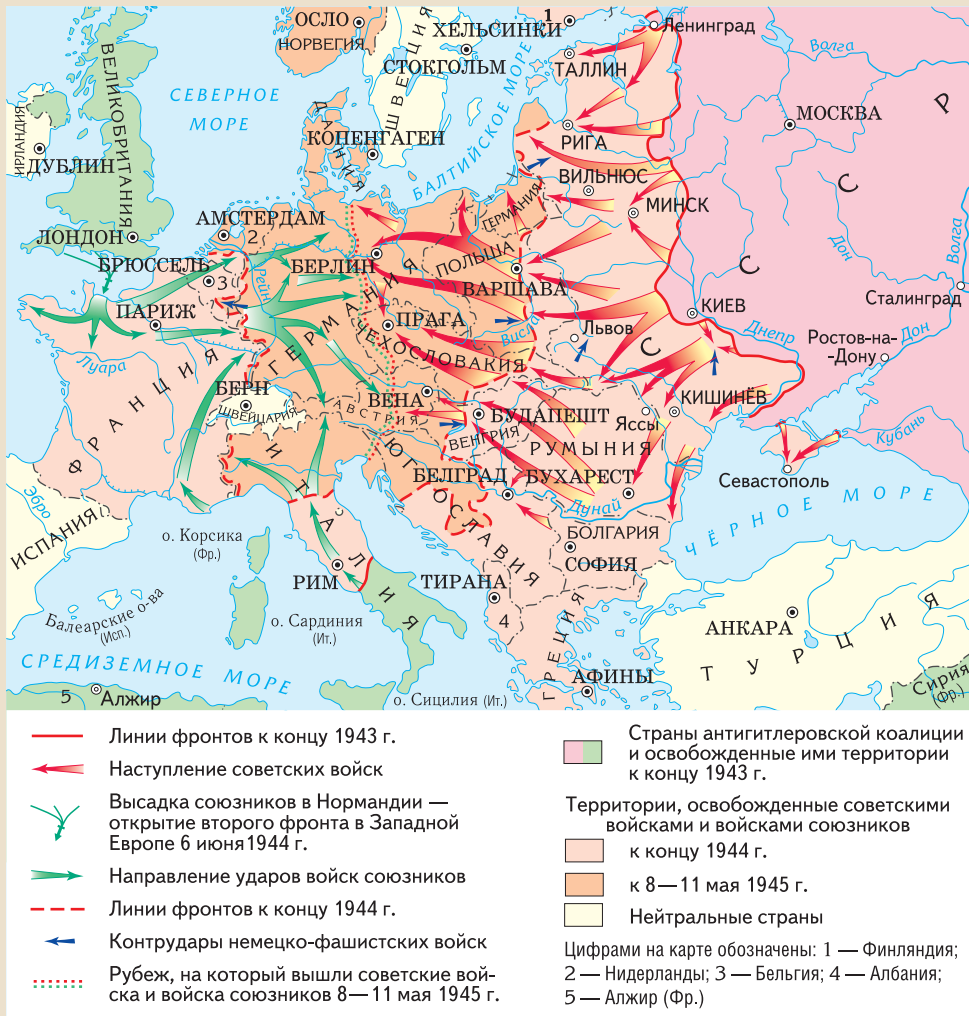 ОСЛО
НОРВЕГИЯ
ШВЕЦИЯ
1
ХЕЛЬСИНКИ
СТОКГОЛЬМ
Ленинград
ТАЛЛИН
Волга
МОСКВА
СССР
ВЕЛИКОБРИТАНИЯ
СЕВЕРНОЕ
МОРЕ
ДАНИЯ
КОПЕНГАГЕН
БАЛТИЙСКОЕ МОРЕ
РИГА
ИРЛАНДИЯ
ДУБЛИН
ВИЛЬНЮС
МИНСК
АМСТЕРДАМ
2
ГЕРМАНИЯ
ЛОНДОН
Дон
Волга
БРЮССЕЛЬ
3
Рейн
БЕРЛИН
ПОЛЬША
ВАРШАВА
Сталинград
ПАРИЖ
ГЕРМАНИЯ
ПРАГА
Висла
Львов
КИЕВ
Днепр
Ростов-на-
-Дону
Дон
Луара
ЧЕХОСЛОВАКИЯ
ФРАНЦИЯ
БЕРН
ШВЕЙЦАРИЯ
АВСТРИЯ
ВЕНА
БУДАПЕШТ
ВЕНГРИЯ
Яссы
КИШИНЁВ
РУМЫНИЯ
Кубань
Севастополь
БЕЛГРАД
БУХАРЕСТ
Дунай
ЮГОСЛАВИЯ
ЧЁРНОЕ МОРЕ
Эбро
ИСПАНИЯ
ИТАЛИЯ
о. Корсика
(Фр.)
БОЛГАРИЯ
СОФИЯ
РИМ
ТИРАНА
4
Балеарские о-ва
(Исп.)
о. Сардиния
(Ит.)
АНКАРА
ТУРЦИЯ
ГРЕЦИЯ
АФИНЫ
СРЕДИЗЕМНОЕ МОРЕ
5
Алжир
о. Сицилия (Ит.)
Сирия
(Фр.)
Линии фронтов к концу 1943 г.
Наступление советских войск
Высадка союзников в Нормандии —
открытие второго фронта в Западной
Европе 6 июня1944 г.
Направление ударов войск союзников
Линии фронтов к концу 1944 г.
Контрудары немецко-фашистских войск
Рубеж, на который вышли советские вой-
ска и войска союзников 8—11 мая 1945 г.
Страны антигитлеровской коалиции
и освобожденные ими территории
к концу 1943 г.
Территории, освобожденные советскими
войсками и войсками союзников
к концу 1944 г.
к 8—11 мая 1945 г.
Нейтральные страны
Цифрами на карте обозначены: 1 — Финляндия;
2 — Нидерланды; 3 — Бельгия; 4 — Албания;
5 — Алжир (Фр.)